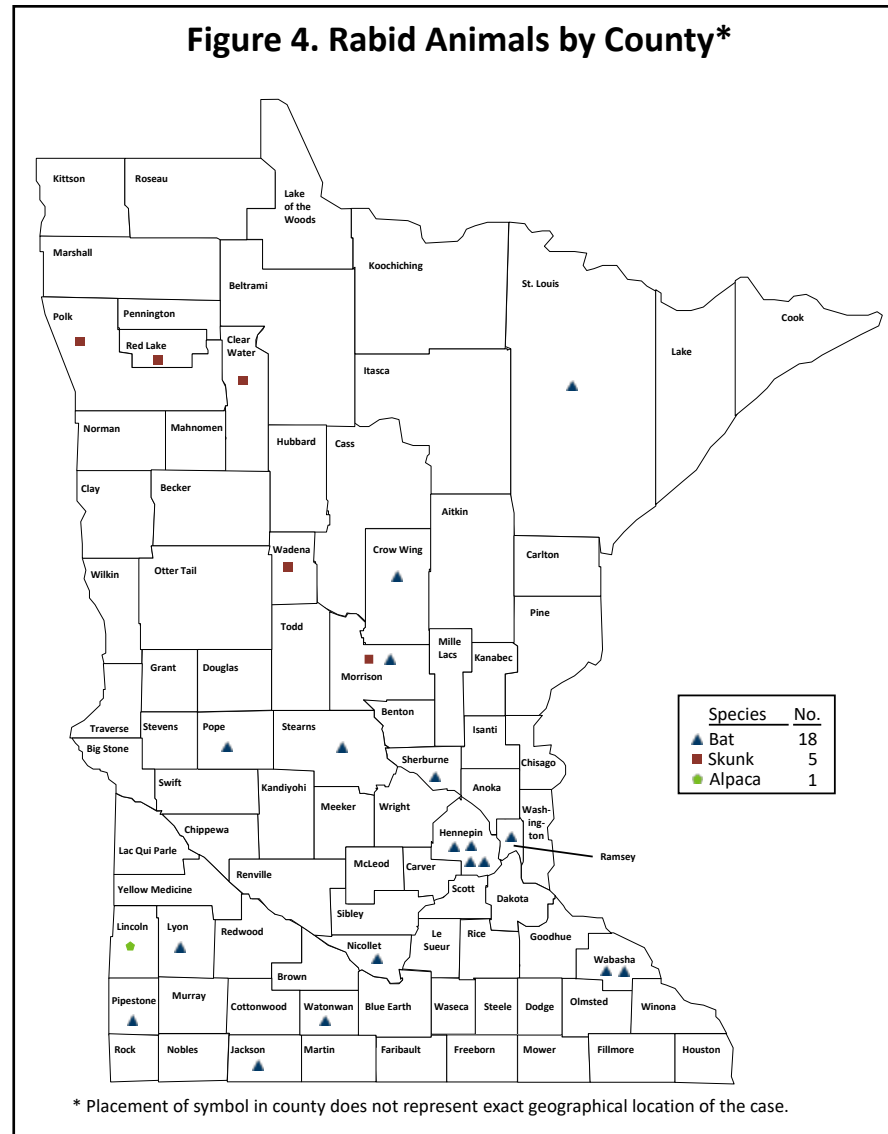 Figure 4. Rabid Animals by County*
Kittson
Roseau
Lake
of the
Woods
Marshall
Koochiching
St. Louis
Beltrami
Cook
Polk
Pennington
Red Lake
Clear
Water
Lake
Itasca
Norman
Mahnomen
Hubbard
Cass
Clay
Becker
Aitkin
Wadena
Crow Wing
Carlton
Wilkin
Otter Tail
Pine
Todd
Mille
Lacs
Kanabec
Grant
Douglas
Morrison
Benton
Traverse
Stevens
Pope
Stearns
Isanti
Big Stone
Sherburne
Chisago
Swift
Kandiyohi
Meeker
Wright
Anoka
Wash-
ing-
ton
Chippewa
Hennepin
Ramsey
Lac Qui Parle
McLeod
Carver
Renville
Scott
Dakota
Yellow Medicine
Sibley
Lincoln
Lyon
Redwood
Nicollet
Le
Sueur
Rice
Goodhue
Wabasha
Brown
Pipestone
Murray
Cottonwood
Watonwan
Blue Earth
Waseca
Steele
Dodge
Olmsted
Winona
Rock
Nobles
Jackson
Martin
Faribault
Freeborn
Mower
Fillmore
Houston
Species No.
Bat 18
Skunk 5
Alpaca 1
* Placement of symbol in county does not represent exact geographical location of the case.